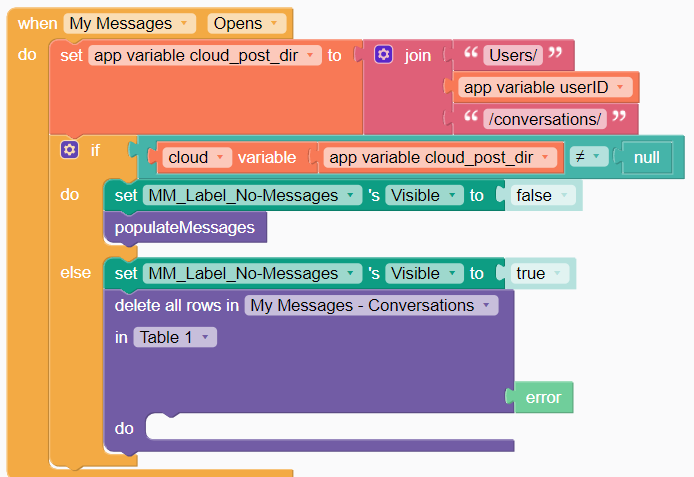 when My Messages Opens
do set app variable cloud_post_dir to join “ Users/ ”
app variable userID
“ /conversations/ ”
if cloud variable app variable cloud_post_dir ≠ null
do set MM_Label_No-Messages 's Visible to false
populateMessages
else set MM_Label_No-Messages 's Visible to true
delete all rows in My Messages - Conversations
in Table 1
error
do